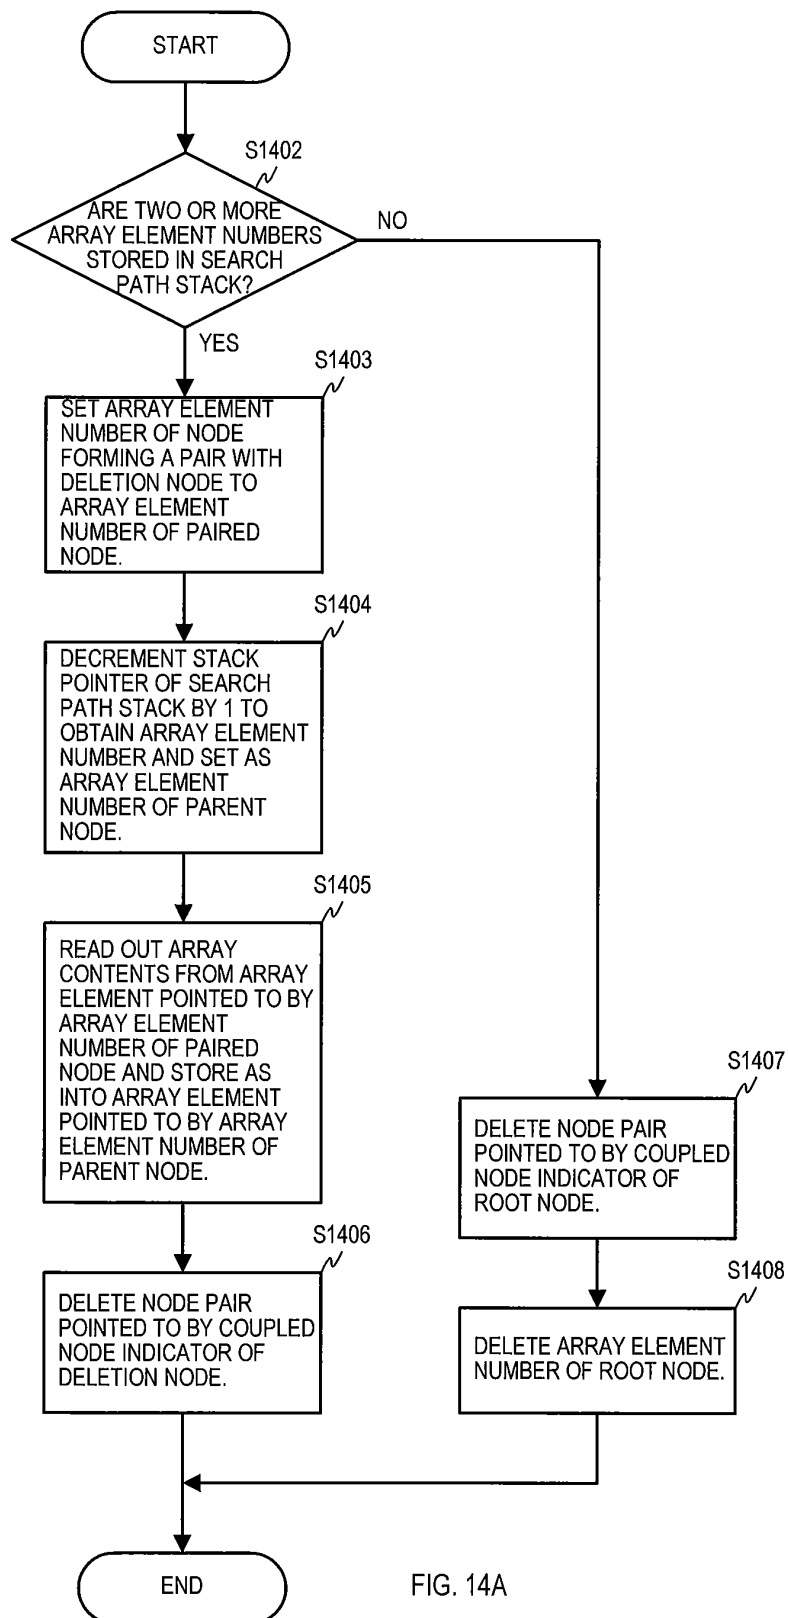 START
S1402
ARE TWO OR MORE
ARRAY ELEMENT NUMBERS
STORED IN SEARCH
PATH STACK?
NO
YES
S1403
SET ARRAY ELEMENT
NUMBER OF NODE
FORMING A PAIR WITH
DELETION NODE TO
ARRAY ELEMENT
NUMBER OF PAIRED
NODE.
S1404
DECREMENT STACK
POINTER OF SEARCH
PATH STACK BY 1 TO
OBTAIN ARRAY ELEMENT
NUMBER AND SET AS
ARRAY ELEMENT
NUMBER OF PARENT
NODE.
S1405
READ OUT ARRAY
CONTENTS FROM ARRAY
ELEMENT POINTED TO BY
ARRAY ELEMENT
NUMBER OF PAIRED
NODE AND STORE AS
INTO ARRAY ELEMENT
POINTED TO BY ARRAY
ELEMENT NUMBER OF
PARENT NODE.
S1406
DELETE NODE PAIR
POINTED TO BY COUPLED
NODE INDICATOR OF
DELETION NODE.
S1407
DELETE NODE PAIR
POINTED TO BY COUPLED
NODE INDICATOR OF
ROOT NODE.
S1408
DELETE ARRAY ELEMENT
NUMBER OF ROOT NODE.
END
FIG. 14A